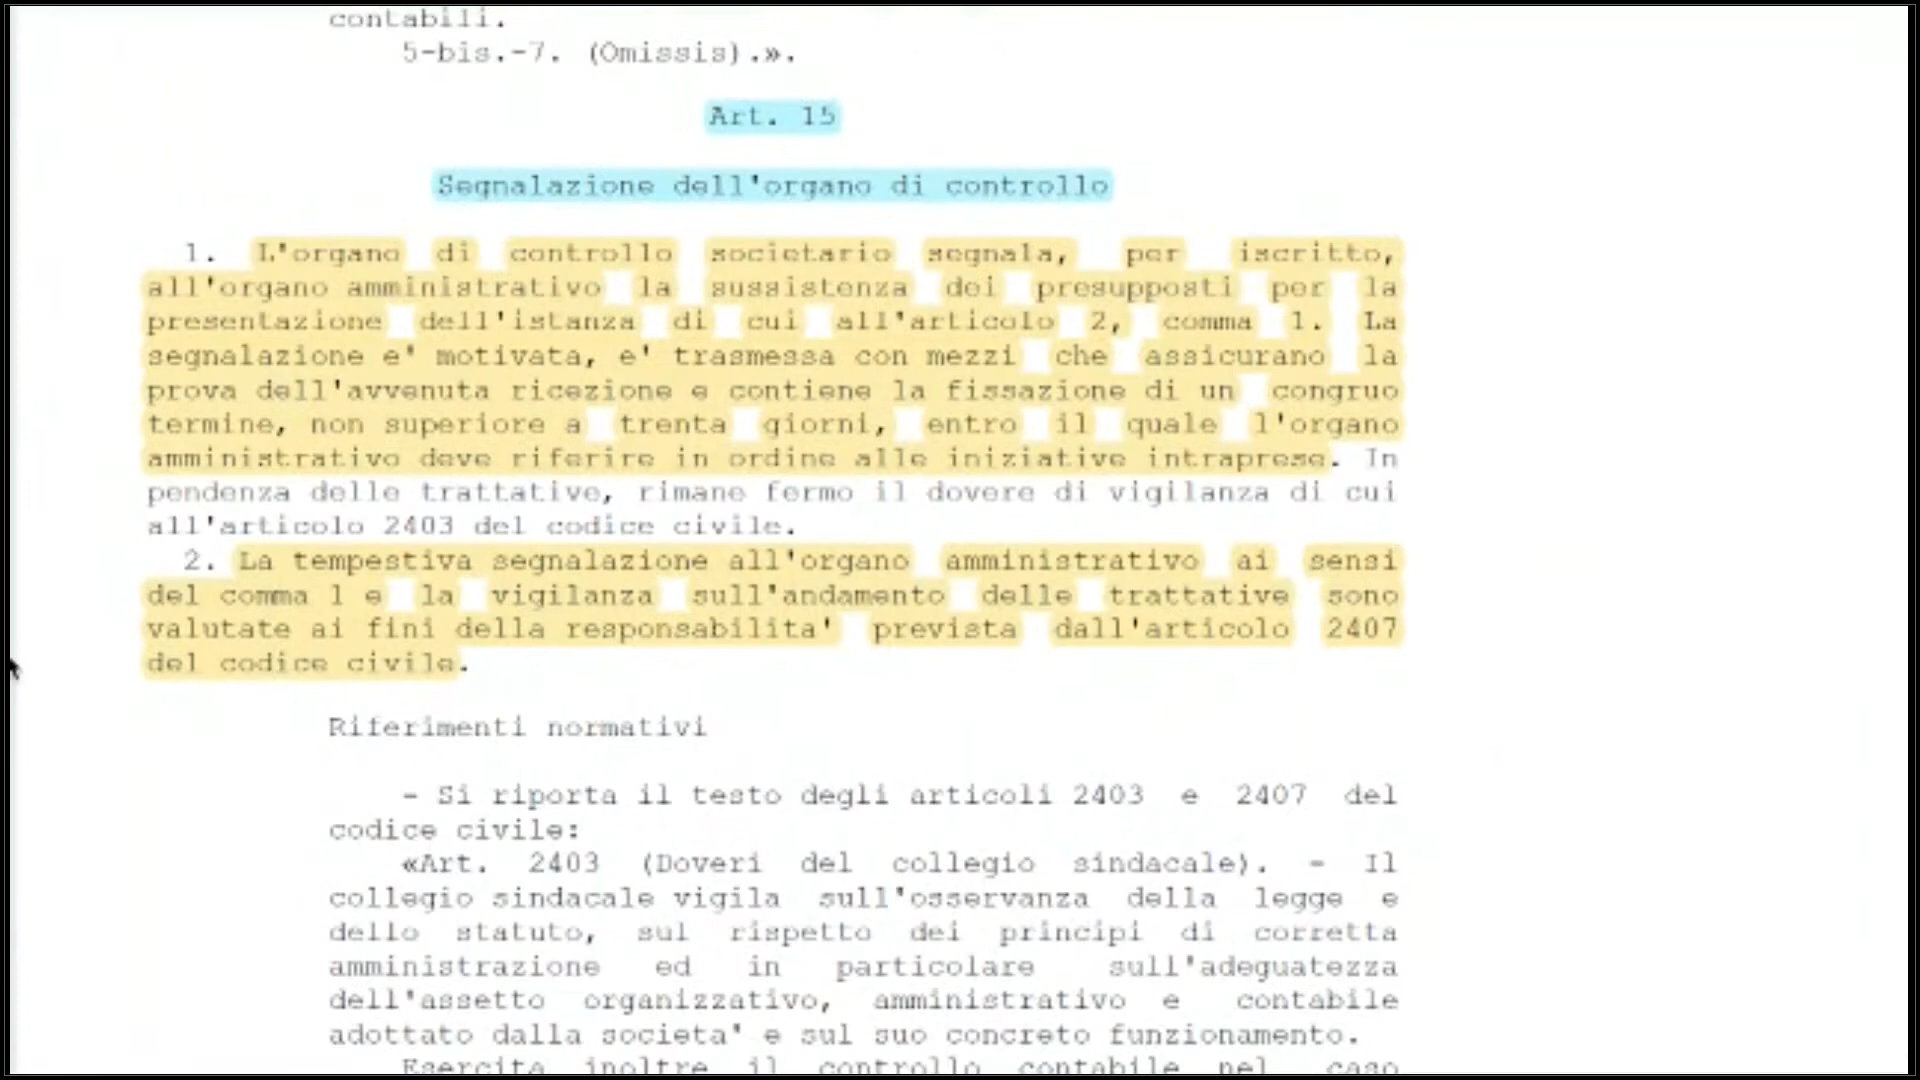 contabili.
5-bis.-7. (Omissis).».
Art. 15
Segnalazione dell'organo di controllo
1. L'organo di controllo societario segnala, per iscritto,
all'organo amministrativo la sussistenza dei presupposti per la
presentazione dell'istanza di cui all'articolo 2, comma 1. La
segnalazione e' motivata, e' trasmessa con mezzi che assicurano la
prova dell'avvenuta ricezione e contiene la fissazione di un congruo
termine, non superiore a trenta giorni, entro il quale l'organo
amministrativo deve riferire in ordine alle iniziative intraprese. In
pendenza delle trattative, rimane fermo il dovere di vigilanza di cui
all'articolo 2403 del codice civile.
2. La tempestiva segnalazione all'organo amministrativo ai sensi
del comma 1 e la vigilanza sull'andamento delle trattative sono
valutate ai fini della responsabilita' prevista dall'articolo 2407
del codice civile.
Riferimenti normativi
- Si riporta il testo degli articoli 2403 e 2407 del
codice civile:
«Art. 2403 (Doveri del collegio sindacale). - Il
collegio sindacale vigila sull'osservanza della legge e
dello statuto, sul rispetto dei principi di corretta
amministrazione ed in particolare sull'adeguatezza
dell'assetto organizzativo, amministrativo e contabile
adottato dalla societa' e sul suo concreto funzionamento.
Esercita inoltre il controllo contabile nel caso